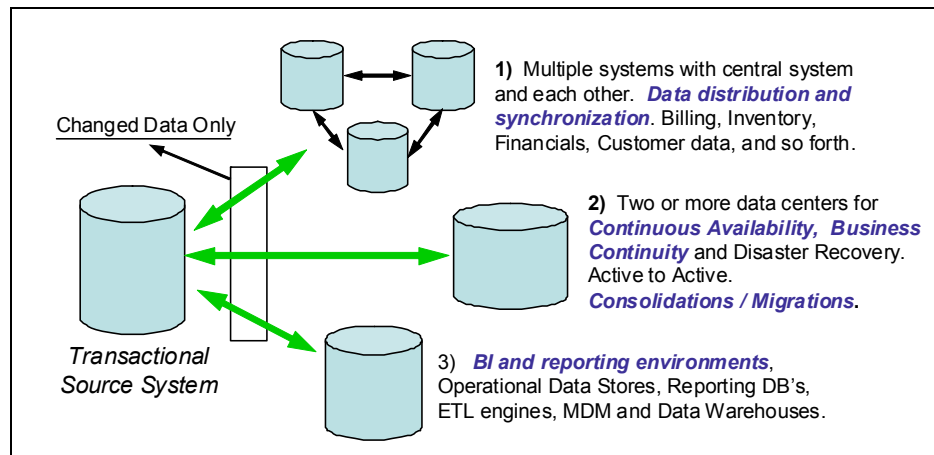 1) Multiple systems with central system
and each other. Data distribution and
synchronization. Billing, Inventory,
Financials, Customer data, and so forth.
Changed Data Only
2) Two or more data centers for
Continuous Availability, Business
Continuity and Disaster Recovery.
Active to Active.
Consolidations / Migrations.
Transactional
Source System
3) BI and reporting environments,
Operational Data Stores, Reporting DB's,
ETL engines, MDM and Data Warehouses.